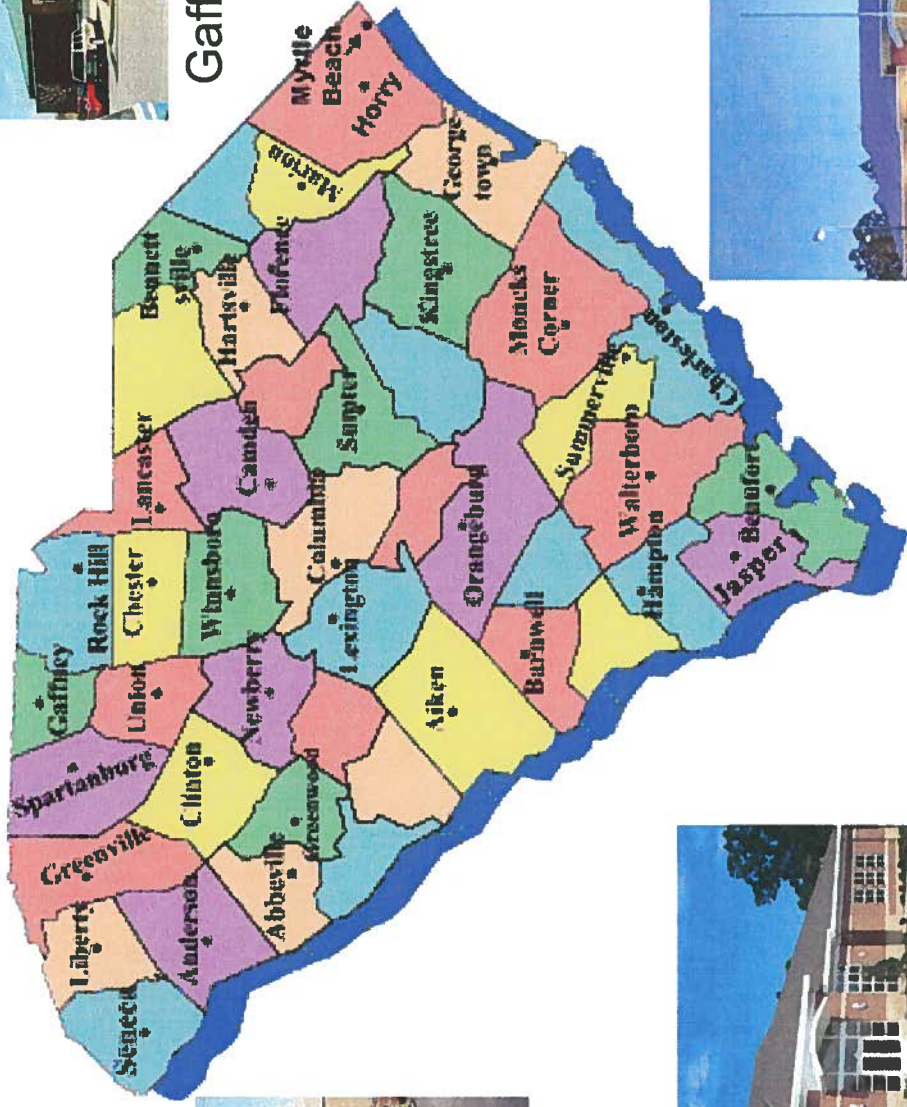 Gaff
Seneca
Liberty
Greenville
Spartanburg
Gaffney
Rock Hill
Anderson
Clinton
Union
Chester
Lancaster
Bennett
sville
Abbeville
Greenwood
Newberry
Winnsboro
Camden
Hartsville
Marion
Florence
Myrtle
Beach
Horry
Lexington
Columbia
Sumter
Kingstree
George-
town
Aiken
Orangeburg
Moncks
Corner
Barnwell
Summerville
Walterboro
Charleston
Hampton
Jasper
Beaufort